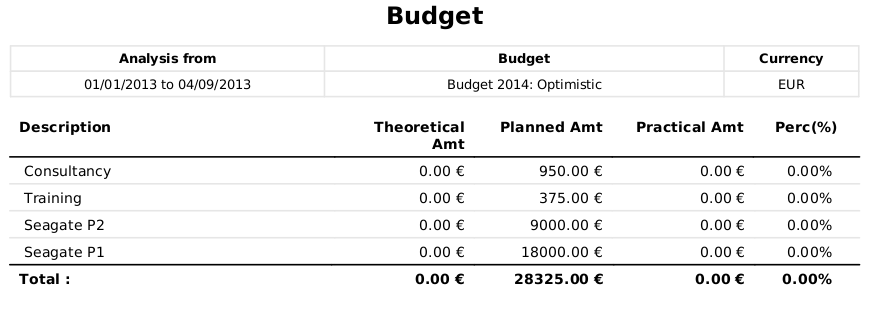 Budget
Analysis from Budget Currency
01/01/2013 to 04/09/2013 Budget 2014: Optimistic EUR
Description Theoretical Amt Planned Amt Practical Amt Perc(%)
Consultancy 0.00 € 950.00 € 0.00 € 0.00%
Training 0.00 € 375.00 € 0.00 € 0.00%
Seagate P2 0.00 € 9000.00 € 0.00 € 0.00%
Seagate P1 0.00 € 18000.00 € 0.00 € 0.00%
Total : 0.00 € 28325.00 € 0.00 € 0.00%